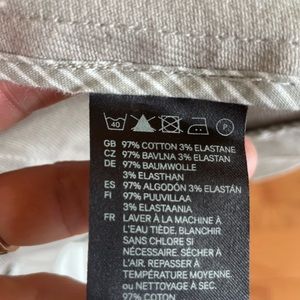 40 P
GB 97% COTTON 3% ELASTANE
CZ 97% BAVLNA 3% ELASTAN
DE 97% BAUMWOLLE
3% ELASTHAN
ES 97% ALGODÓN 3% ELASTÁN
FI 97% PUUVILLAA
3% ELASTAANIA
FR LAVER À LA MACHINE À
L'EAU TIÈDE, BLANCHIR
SANS CHLORE SI
NÉCESSAIRE. SÉCHER À
L'AIR. REPASSER À
TEMPÉRATURE MOYENNE.
ou NETTOYAGE À SEC.
97% COTON